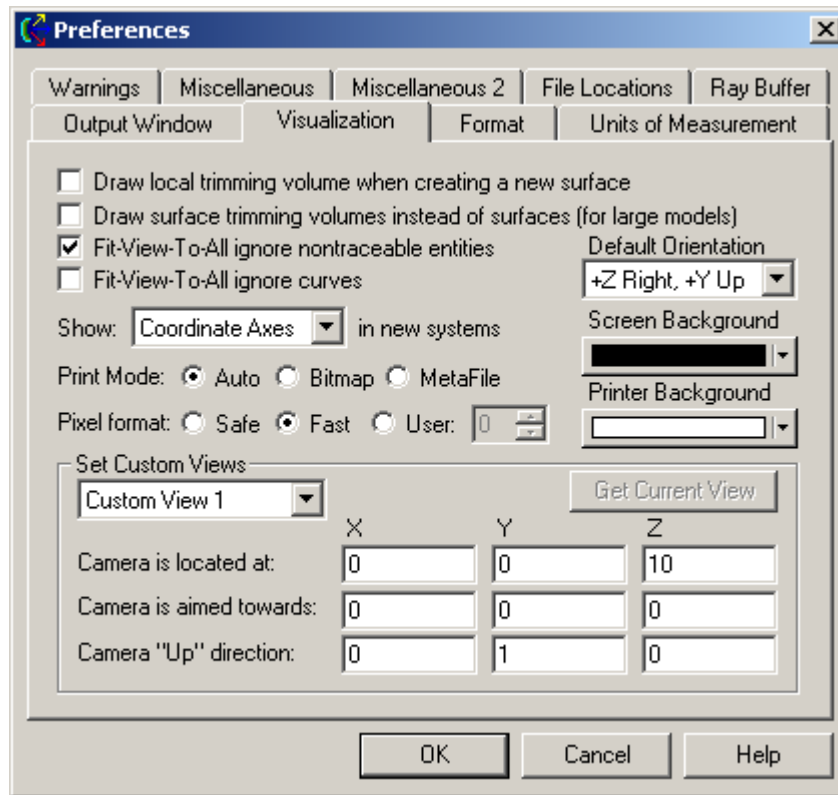 Preferences
Warnings Miscellaneous Miscellaneous 2 File Locations Ray Buffer
Output Window Visualization Format Units of Measurement
Draw local trimming volume when creating a new surface
Draw surface trimming volumes instead of surfaces (for large models)
Fit-View-To-All ignore nontraceable entities
Default Orientation
Fit-View-To-All ignore curves
+Z Right, +Y Up
Show: Coordinate Axes in new systems
Screen Background
Print Mode: Auto Bitmap MetaFile
Printer Background
Pixel format: Safe Fast User: 0
Set Custom Views
Custom View 1
Get Current View
X Y Z
Camera is located at: 0 0 10
Camera is aimed towards: 0 0 0
Camera "Up" direction: 0 1 0
OK Cancel Help